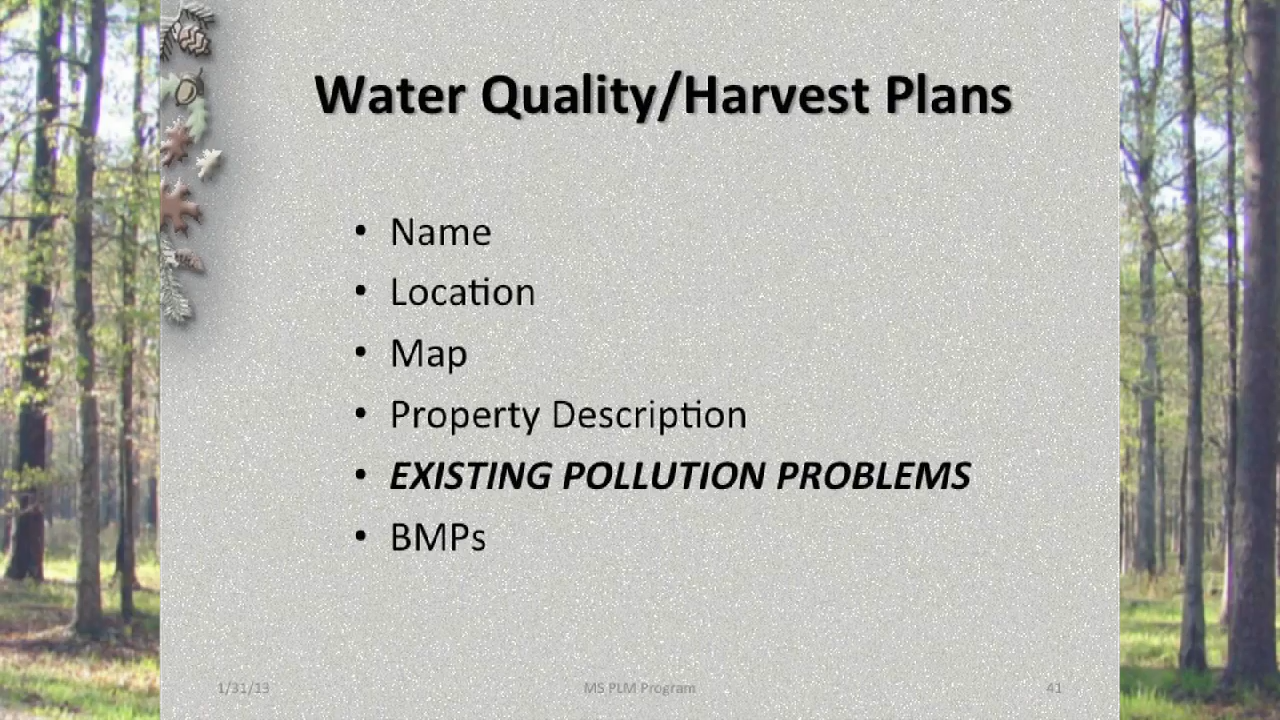 Water Quality/Harvest Plans
• Name
• Location
• Map
• Property Description
• EXISTING POLLUTION PROBLEMS
• BMPs
1/31/13
MS PLM Program
41